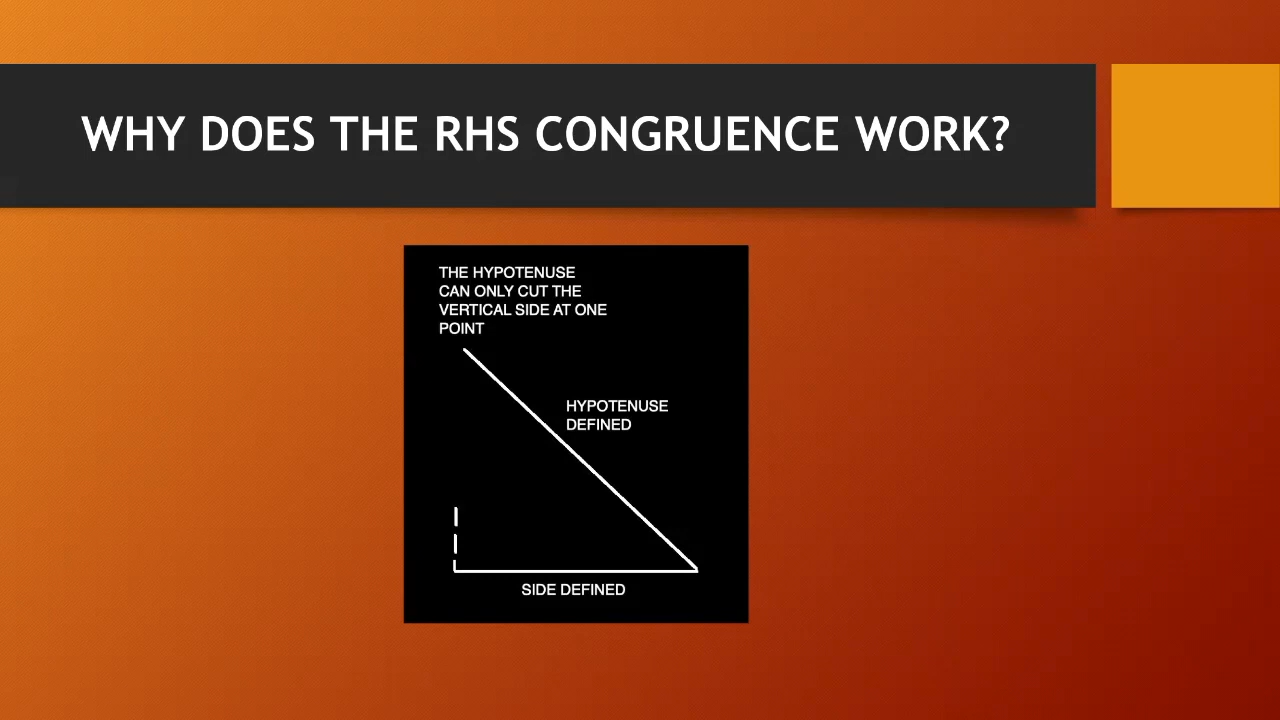 WHY DOES THE RHS CONGRUENCE WORK?
THE HYPOTENUSE
CAN ONLY CUT THE
VERTICAL SIDE AT ONE
POINT
HYPOTENUSE
DEFINED
SIDE DEFINED